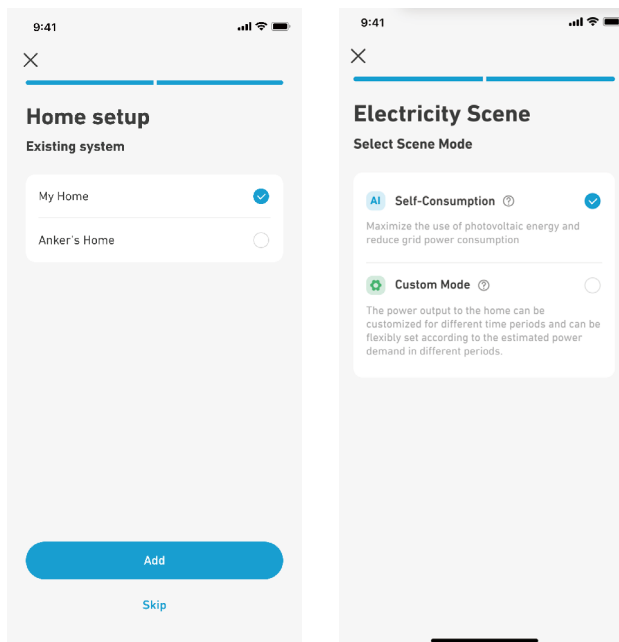 9:41
Home setup
Existing system
My Home
Anker's Home
Add
Skip
9:41
Electricity Scene
Select Scene Mode
AI Self-Consumption ?
Maximize the use of photovoltaic energy and
reduce grid power consumption
Custom Mode ?
The power output to the home can be
customized for different time periods and can be
flexibly set according to the estimated power
demand in different periods.